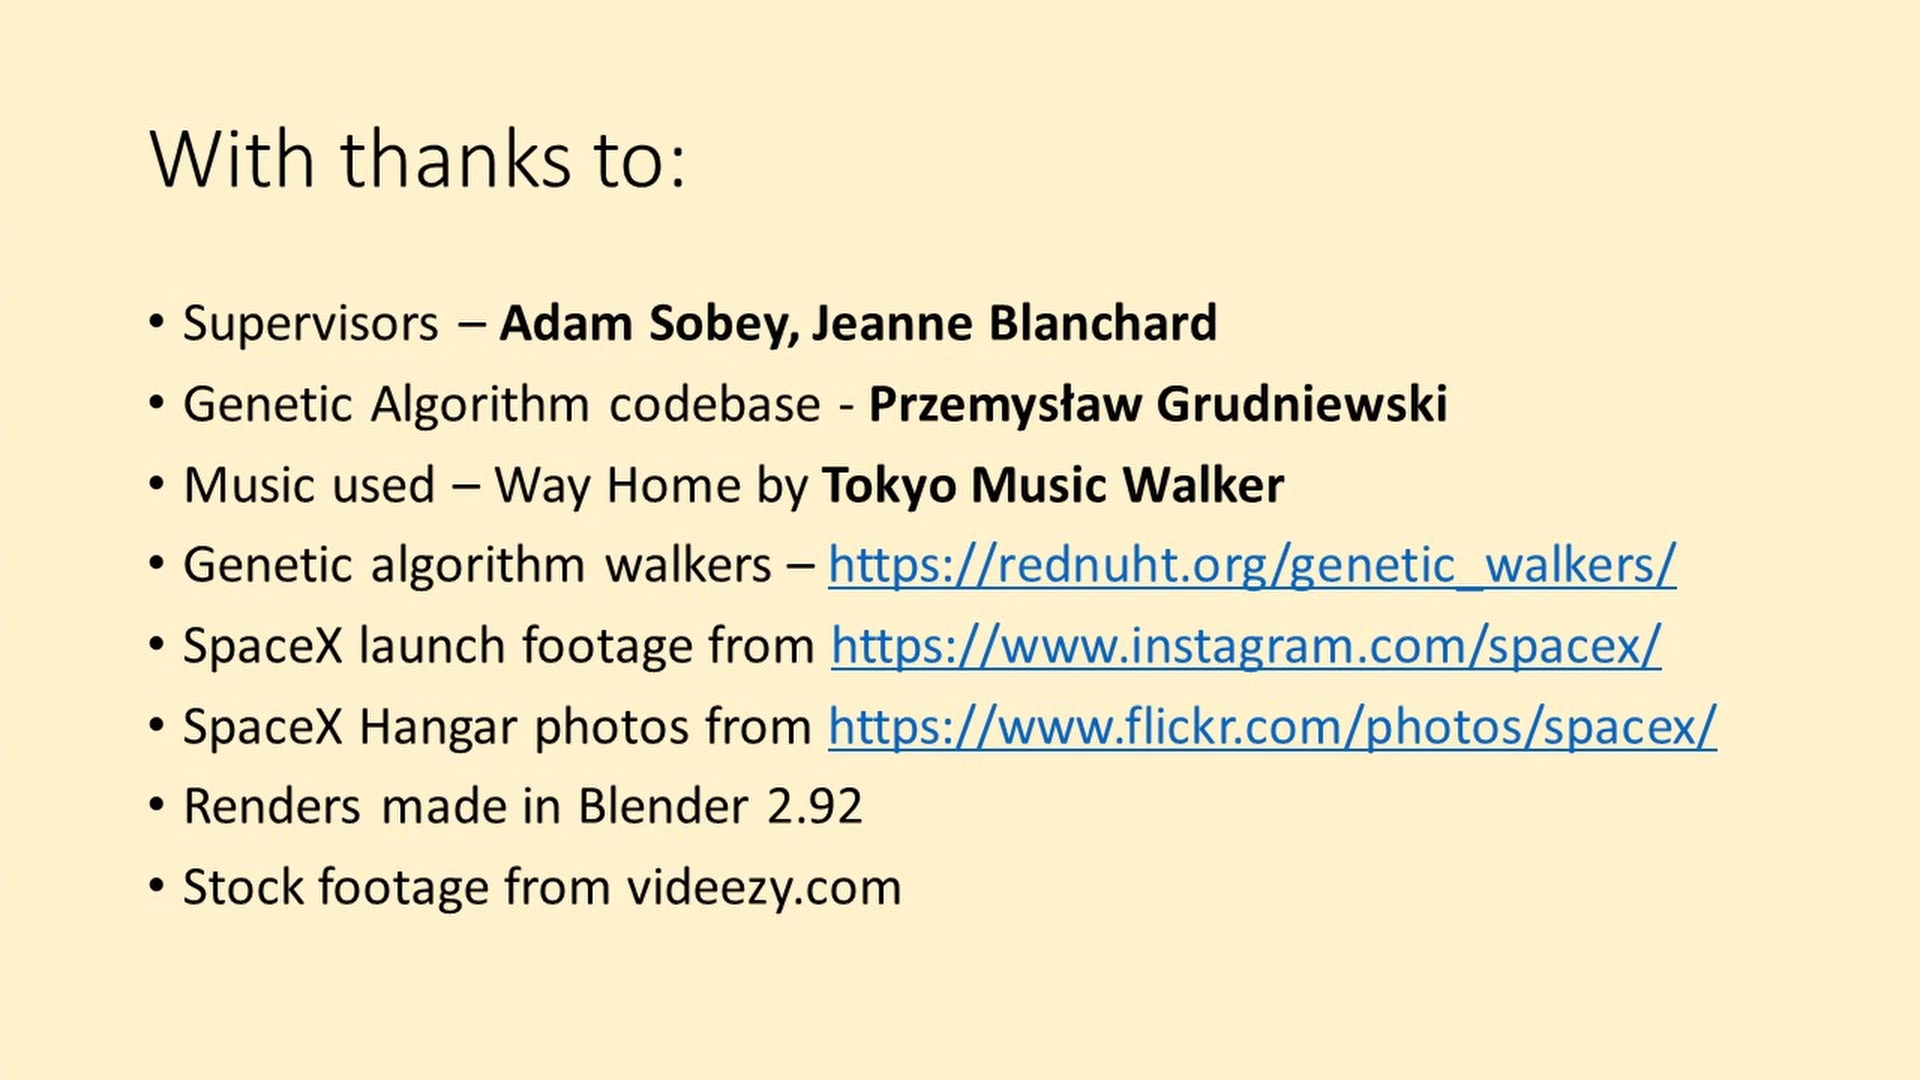 With thanks to:
• Supervisors – Adam Sobey, Jeanne Blanchard
• Genetic Algorithm codebase - Przemysław Grudniewski
• Music used – Way Home by Tokyo Music Walker
• Genetic algorithm walkers – https://rednuht.org/genetic_walkers/
• SpaceX launch footage from https://www.instagram.com/spacex/
• SpaceX Hangar photos from https://www.flickr.com/photos/spacex/
• Renders made in Blender 2.92
• Stock footage from videezy.com